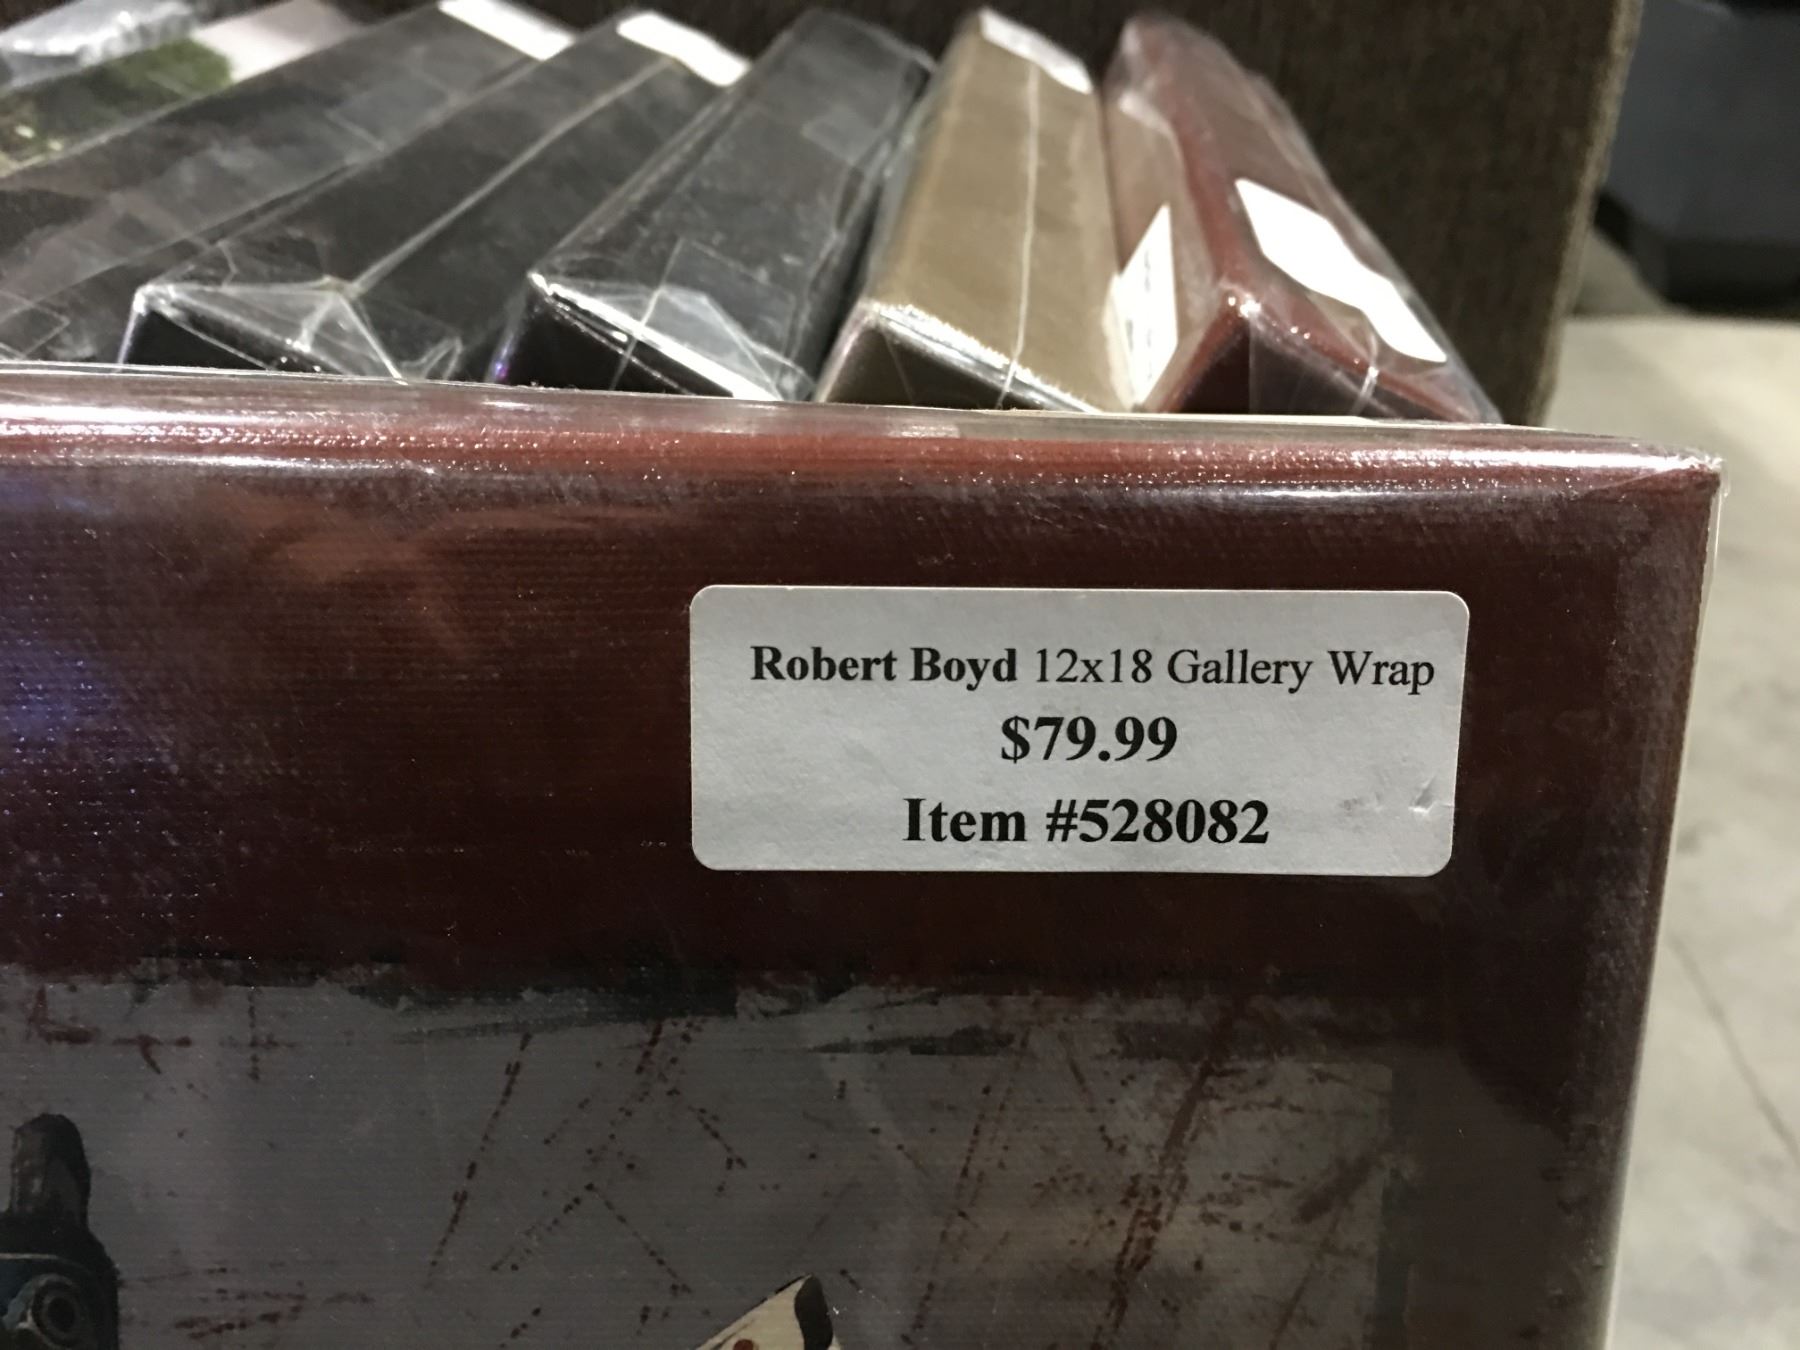 Robert Boyd 12x18 Gallery Wrap
$79.99
Item #528082